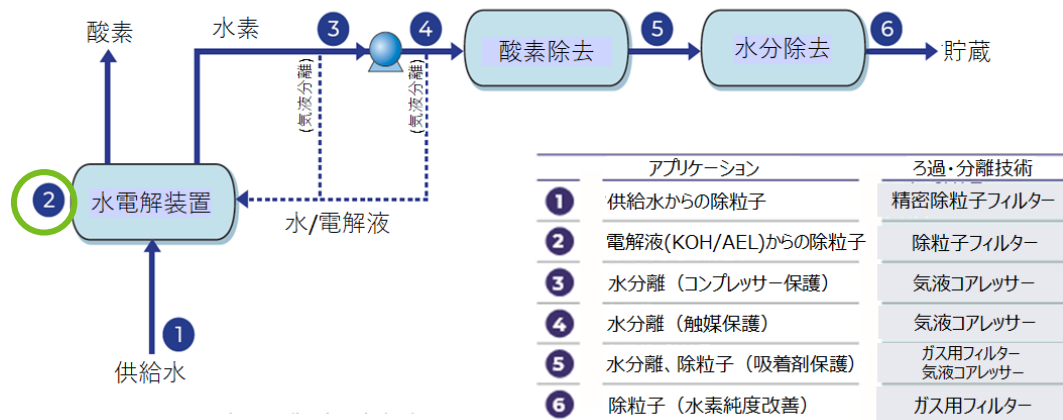 酸素
水素
3
4
酸素除去
5
水分除去
6
貯蔵
(気液分離)
(気液分離)
2
水電解装置
水/電解液
1
供給水
アプリケーション ろ過・分離技術
1 供給水からの除粒子 精密除粒子フィルター
2 電解液(KOH/AEL)からの除粒子 除粒子フィルター
3 水分離(コンプレッサー保護) 気液コアレッサー
4 水分離(触媒保護) 気液コアレッサー
5 水分離、除粒子(吸着剤保護) ガス用フィルター
気液コアレッサー
6 除粒子(水素純度改善) ガス用フィルター